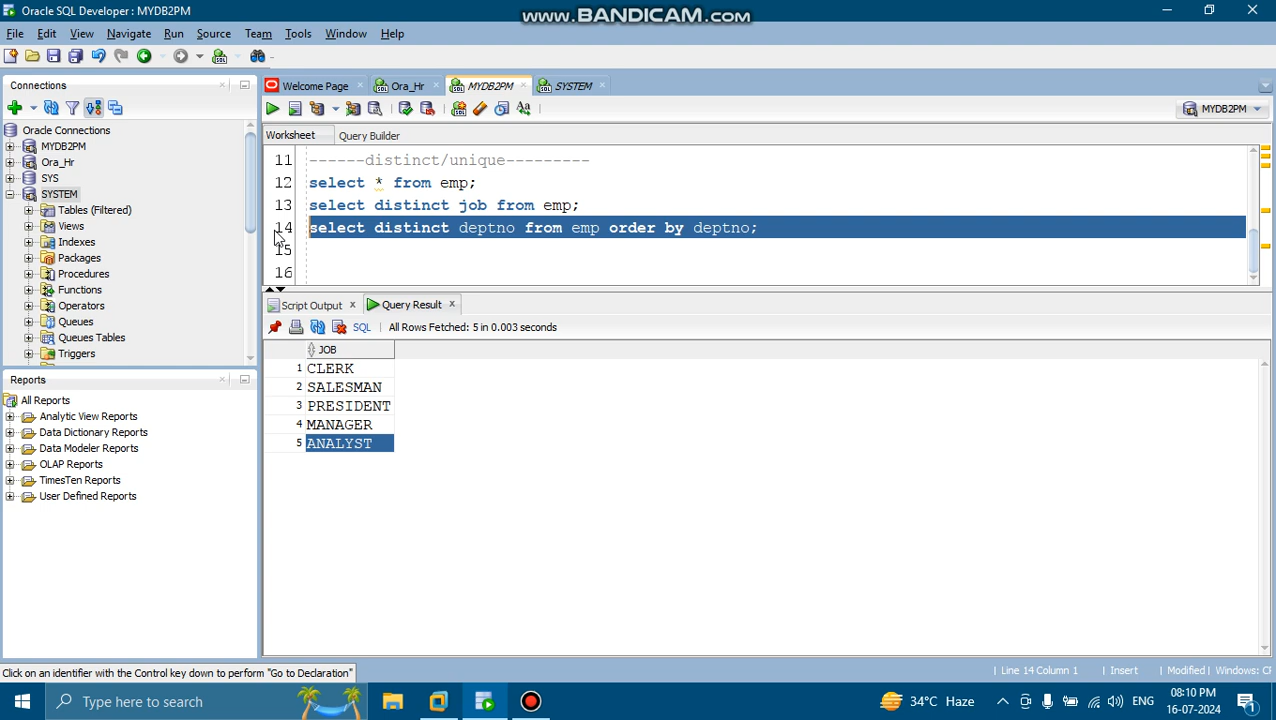 Oracle SQL Developer : MYDB2PM
www.BANDICAM.com
File Edit View Navigate Run Source Team Tools Window Help
Connections
Welcome Page
Ora_Hr
MYDB2PM
SYSTEM
MYDB2PM
Worksheet Query Builder
Oracle Connections
MYDB2PM
Ora_Hr
SYS
SYSTEM
Tables (Filtered)
Views
Indexes
Packages
Procedures
Functions
Operators
Queues
Queues Tables
Triggers
11 ------distinct/unique---------
12 select * from emp;
13 select distinct job from emp;
14 select distinct deptno from emp order by deptno;
15
16
Script Output Query Result
SQL All Rows Fetched: 5 in 0.003 seconds
JOB
1 CLERK
2 SALESMAN
3 PRESIDENT
4 MANAGER
5 ANALYST
Reports
All Reports
Analytic View Reports
Data Dictionary Reports
Data Modeler Reports
OLAP Reports
TimesTen Reports
User Defined Reports
Click on an identifier with the Control key down to perform "Go to Declaration"
Line 14 Column 1 Insert Modified Windows: CF
Type here to search
34°C Haze
ENG
08:10 PM
16-07-2024
1